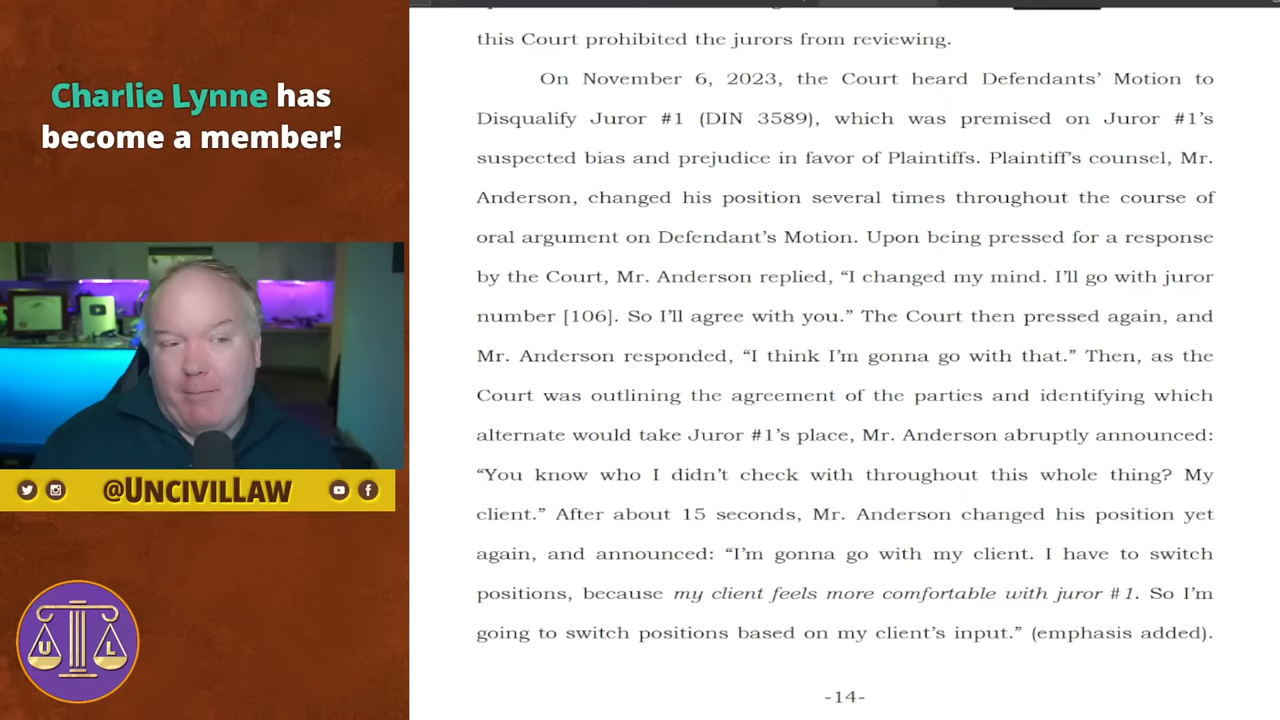 Charlie Lynne has
become a member!
@UNCIVILLAW
U L
this Court prohibited the jurors from reviewing.
On November 6, 2023, the Court heard Defendants’ Motion to
Disqualify Juror #1 (DIN 3589), which was premised on Juror #1’s
suspected bias and prejudice in favor of Plaintiffs. Plaintiff’s counsel, Mr.
Anderson, changed his position several times throughout the course of
oral argument on Defendant’s Motion. Upon being pressed for a response
by the Court, Mr. Anderson replied, “I changed my mind. I’ll go with juror
number [106]. So I’ll agree with you.” The Court then pressed again, and
Mr. Anderson responded, “I think I’m gonna go with that.” Then, as the
Court was outlining the agreement of the parties and identifying which
alternate would take Juror #1’s place, Mr. Anderson abruptly announced:
“You know who I didn’t check with throughout this whole thing? My
client.” After about 15 seconds, Mr. Anderson changed his position yet
again, and announced: “I’m gonna go with my client. I have to switch
positions, because my client feels more comfortable with juror #1. So I’m
going to switch positions based on my client’s input.” (emphasis added).
-14-